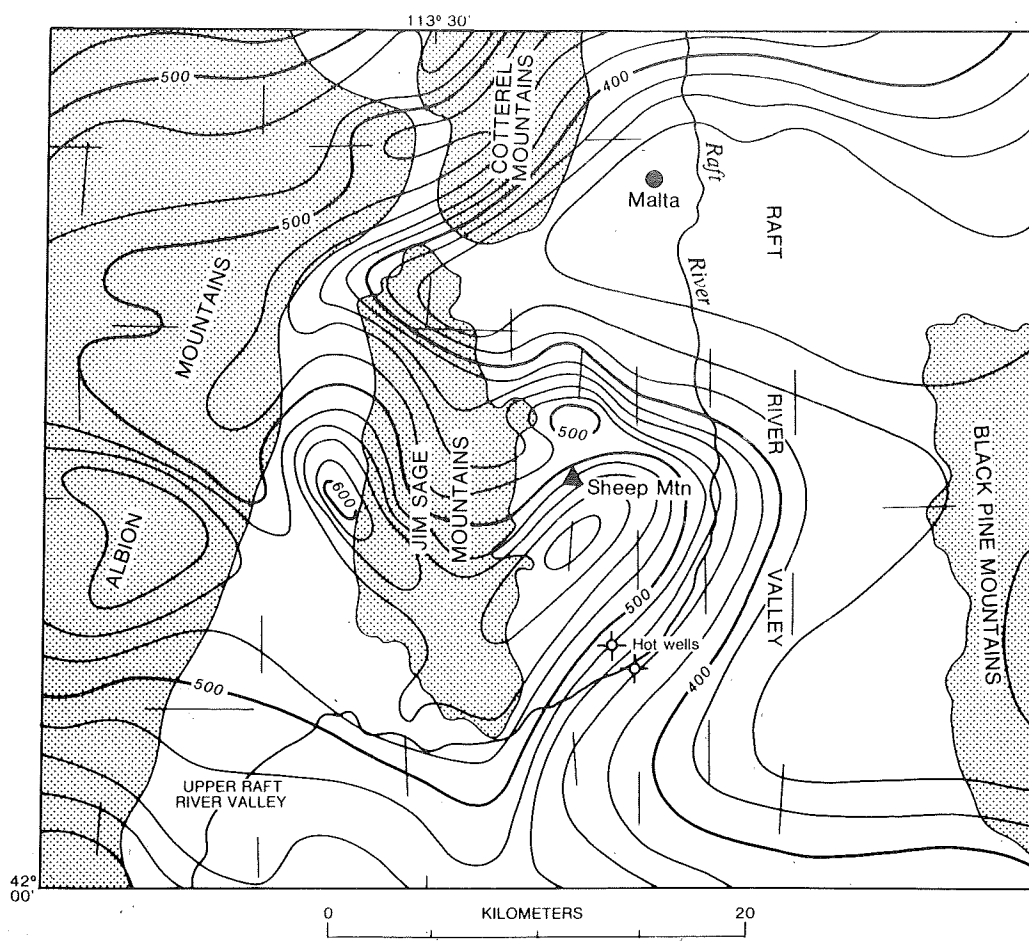 113° 30'
500
COTTEREL
MOUNTAINS
400
Raft
River
Malta
RAFT
500
MOUNTAINS
RIVER
500
600
JIM SAGE
MOUNTAINS
Sheep Mtn
ALBION
BLACK PINE MOUNTAINS
VALLEY
500
Hot wells
500
400
UPPER RAFT
RIVER VALLEY
42°
00'
0
KILOMETERS
20